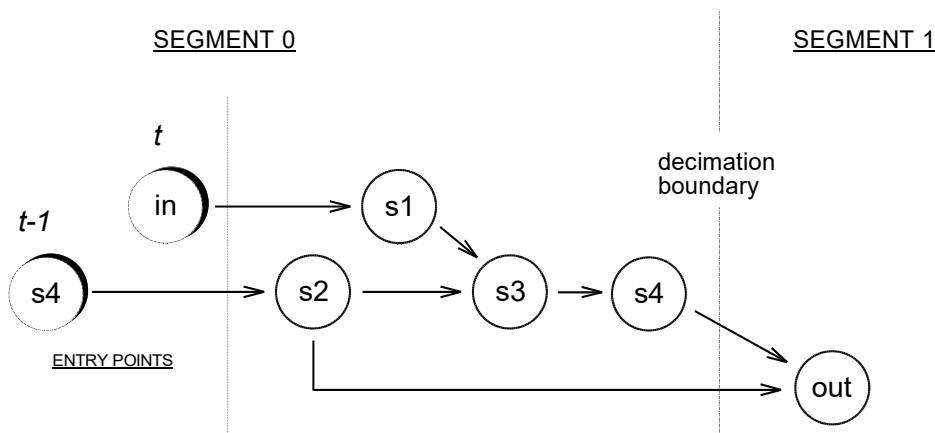 SEGMENT 0
SEGMENT 1
t
decimation
boundary
in
s1
t-1
s4
s2
s3
s4
ENTRY POINTS
out